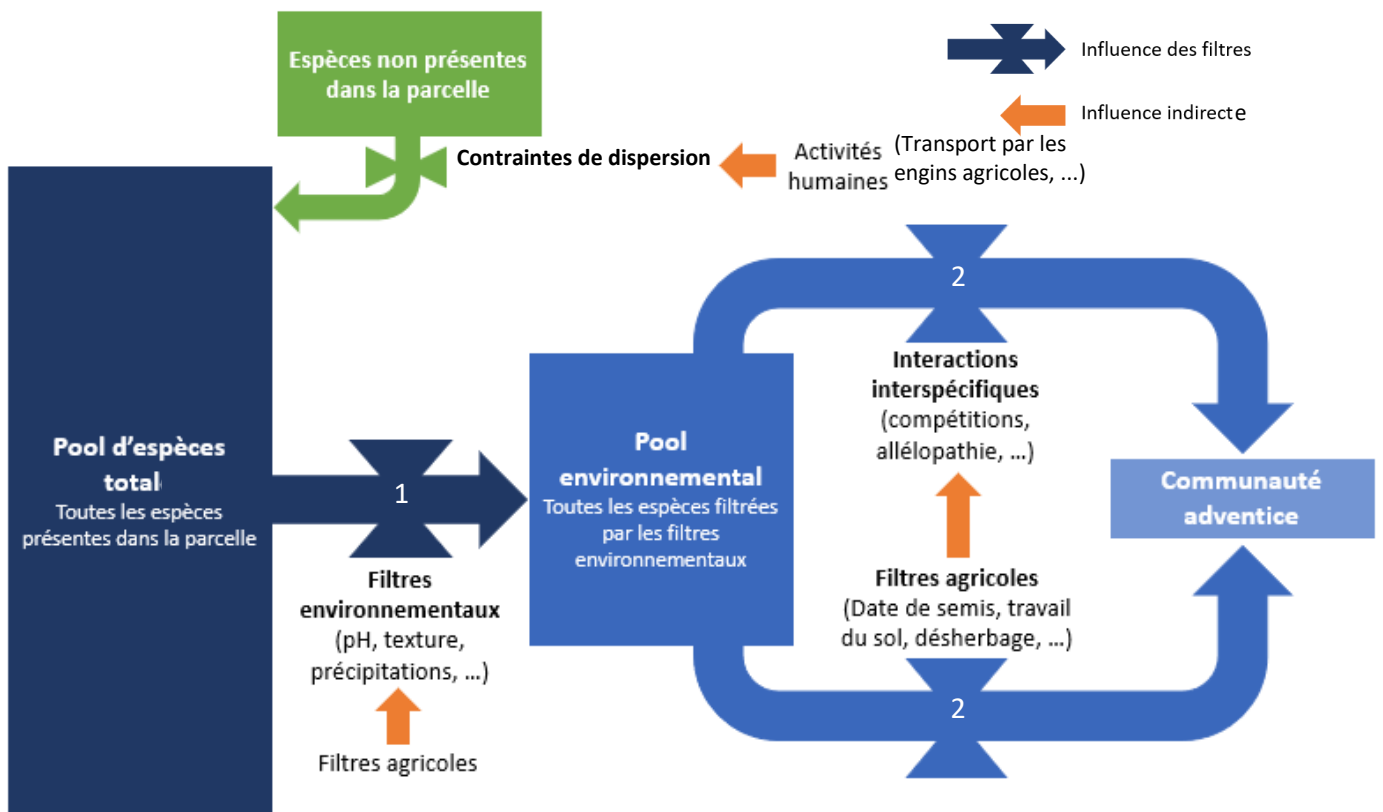 Espèces non présentes
dans la parcelle
Influence des filtres
Influence indirecte
Contraintes de dispersion
Activités
humaines
(Transport par les
engins agricoles, ...)
Pool d'espèces
total
Toutes les espèces
présentes dans la parcelle
1
Filtres
environnementaux
(pH, texture,
précipitations, ...)
Filtres agricoles
Pool
environnemental
Toutes les espèces filtrées
par les filtres
environnementaux
2
Interactions
interspécifiques
(compétitions,
allélopathie, ...)
Filtres agricoles
(Date de semis, travail
du sol, désherbage, ...)
2
Communauté
adventice